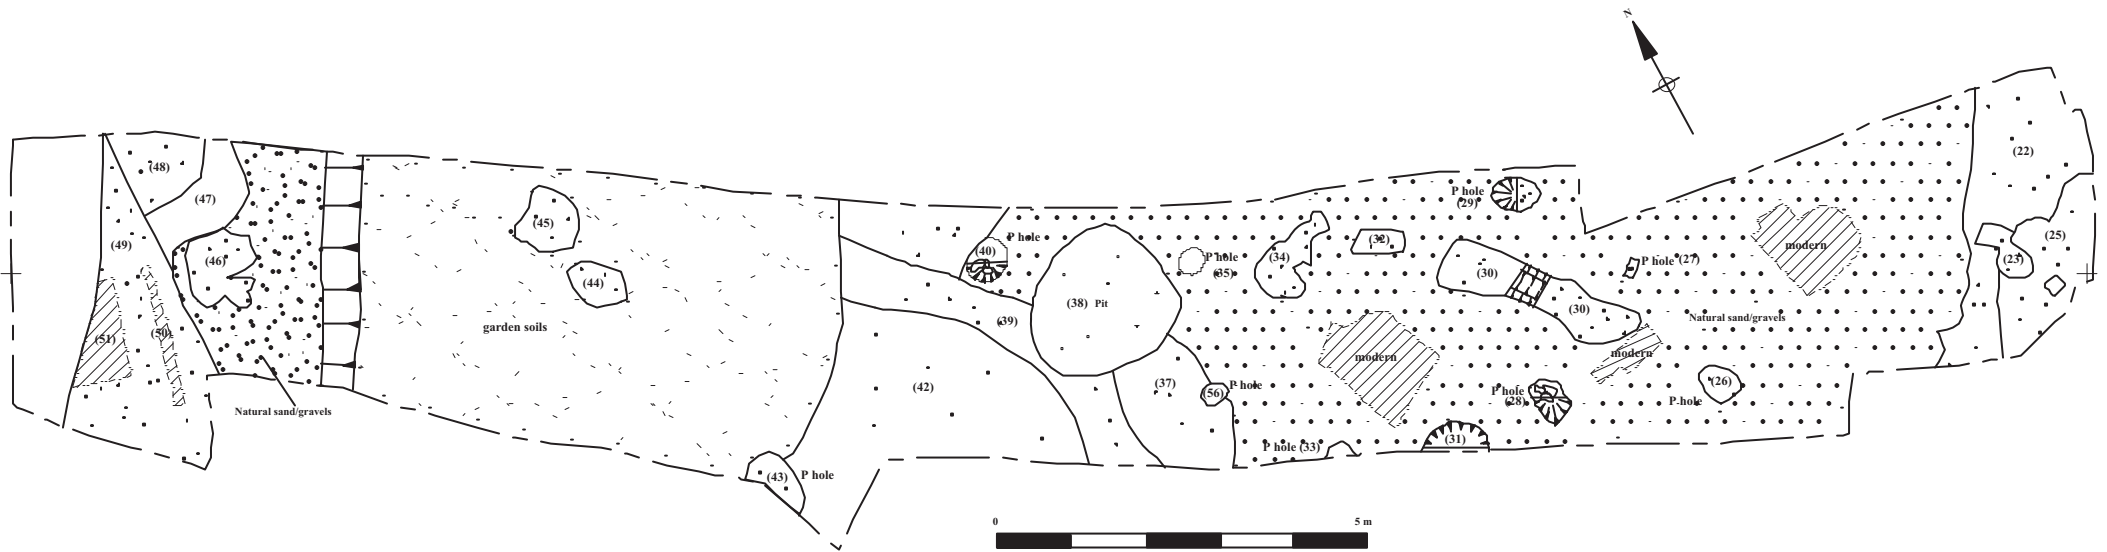 N
(48)
(47)
(49)
(46)
(51)
(50)
Natural sand/gravels
(45)
(44)
garden soils
(43) P hole
(42)
(40)
P hole
(39)
(38) Pit
(37)
(56)
P hole
P hole
(35)
(34)
(32)
P hole
(29)
(30)
(30)
P hole (27)
Natural sand/gravels
modern
modern
modern
P hole
(28)
(26)
P hole
P hole (33)
(31)
(22)
(25)
(23)
0
5 m